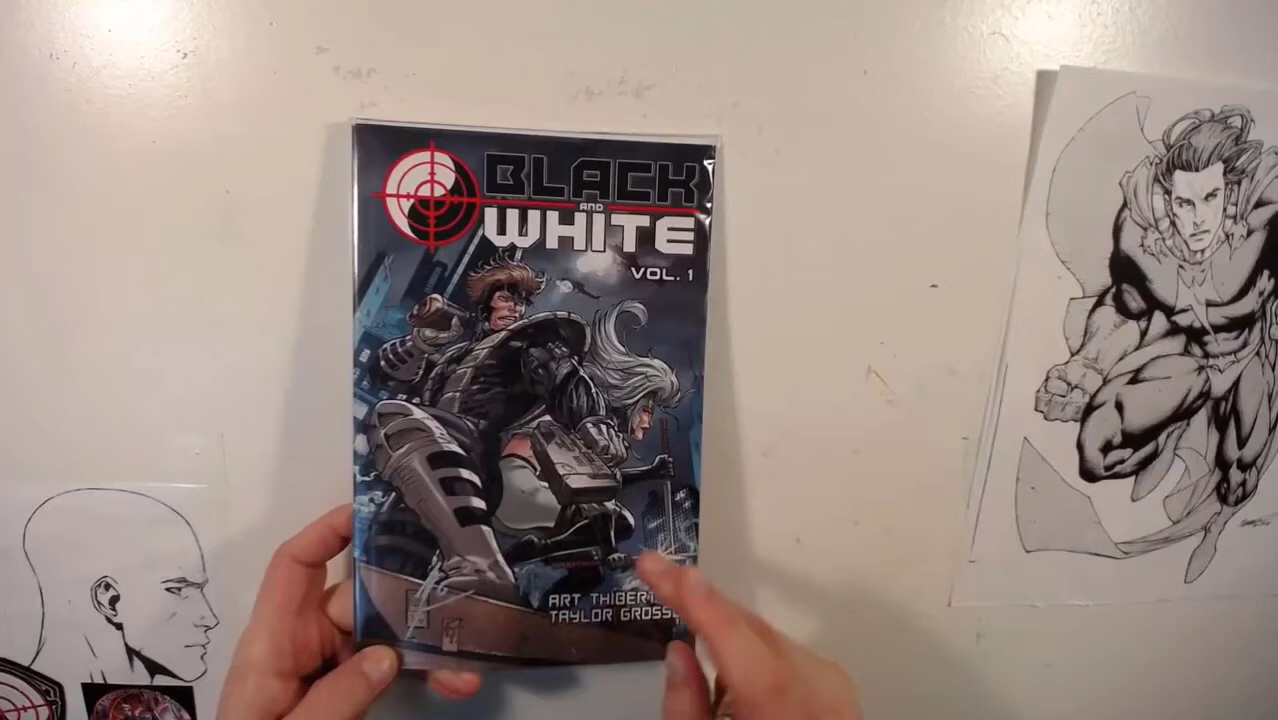 BLACK
AND
WHITE
VOL. 1
ART THIBERT
TAYLOR GROSS